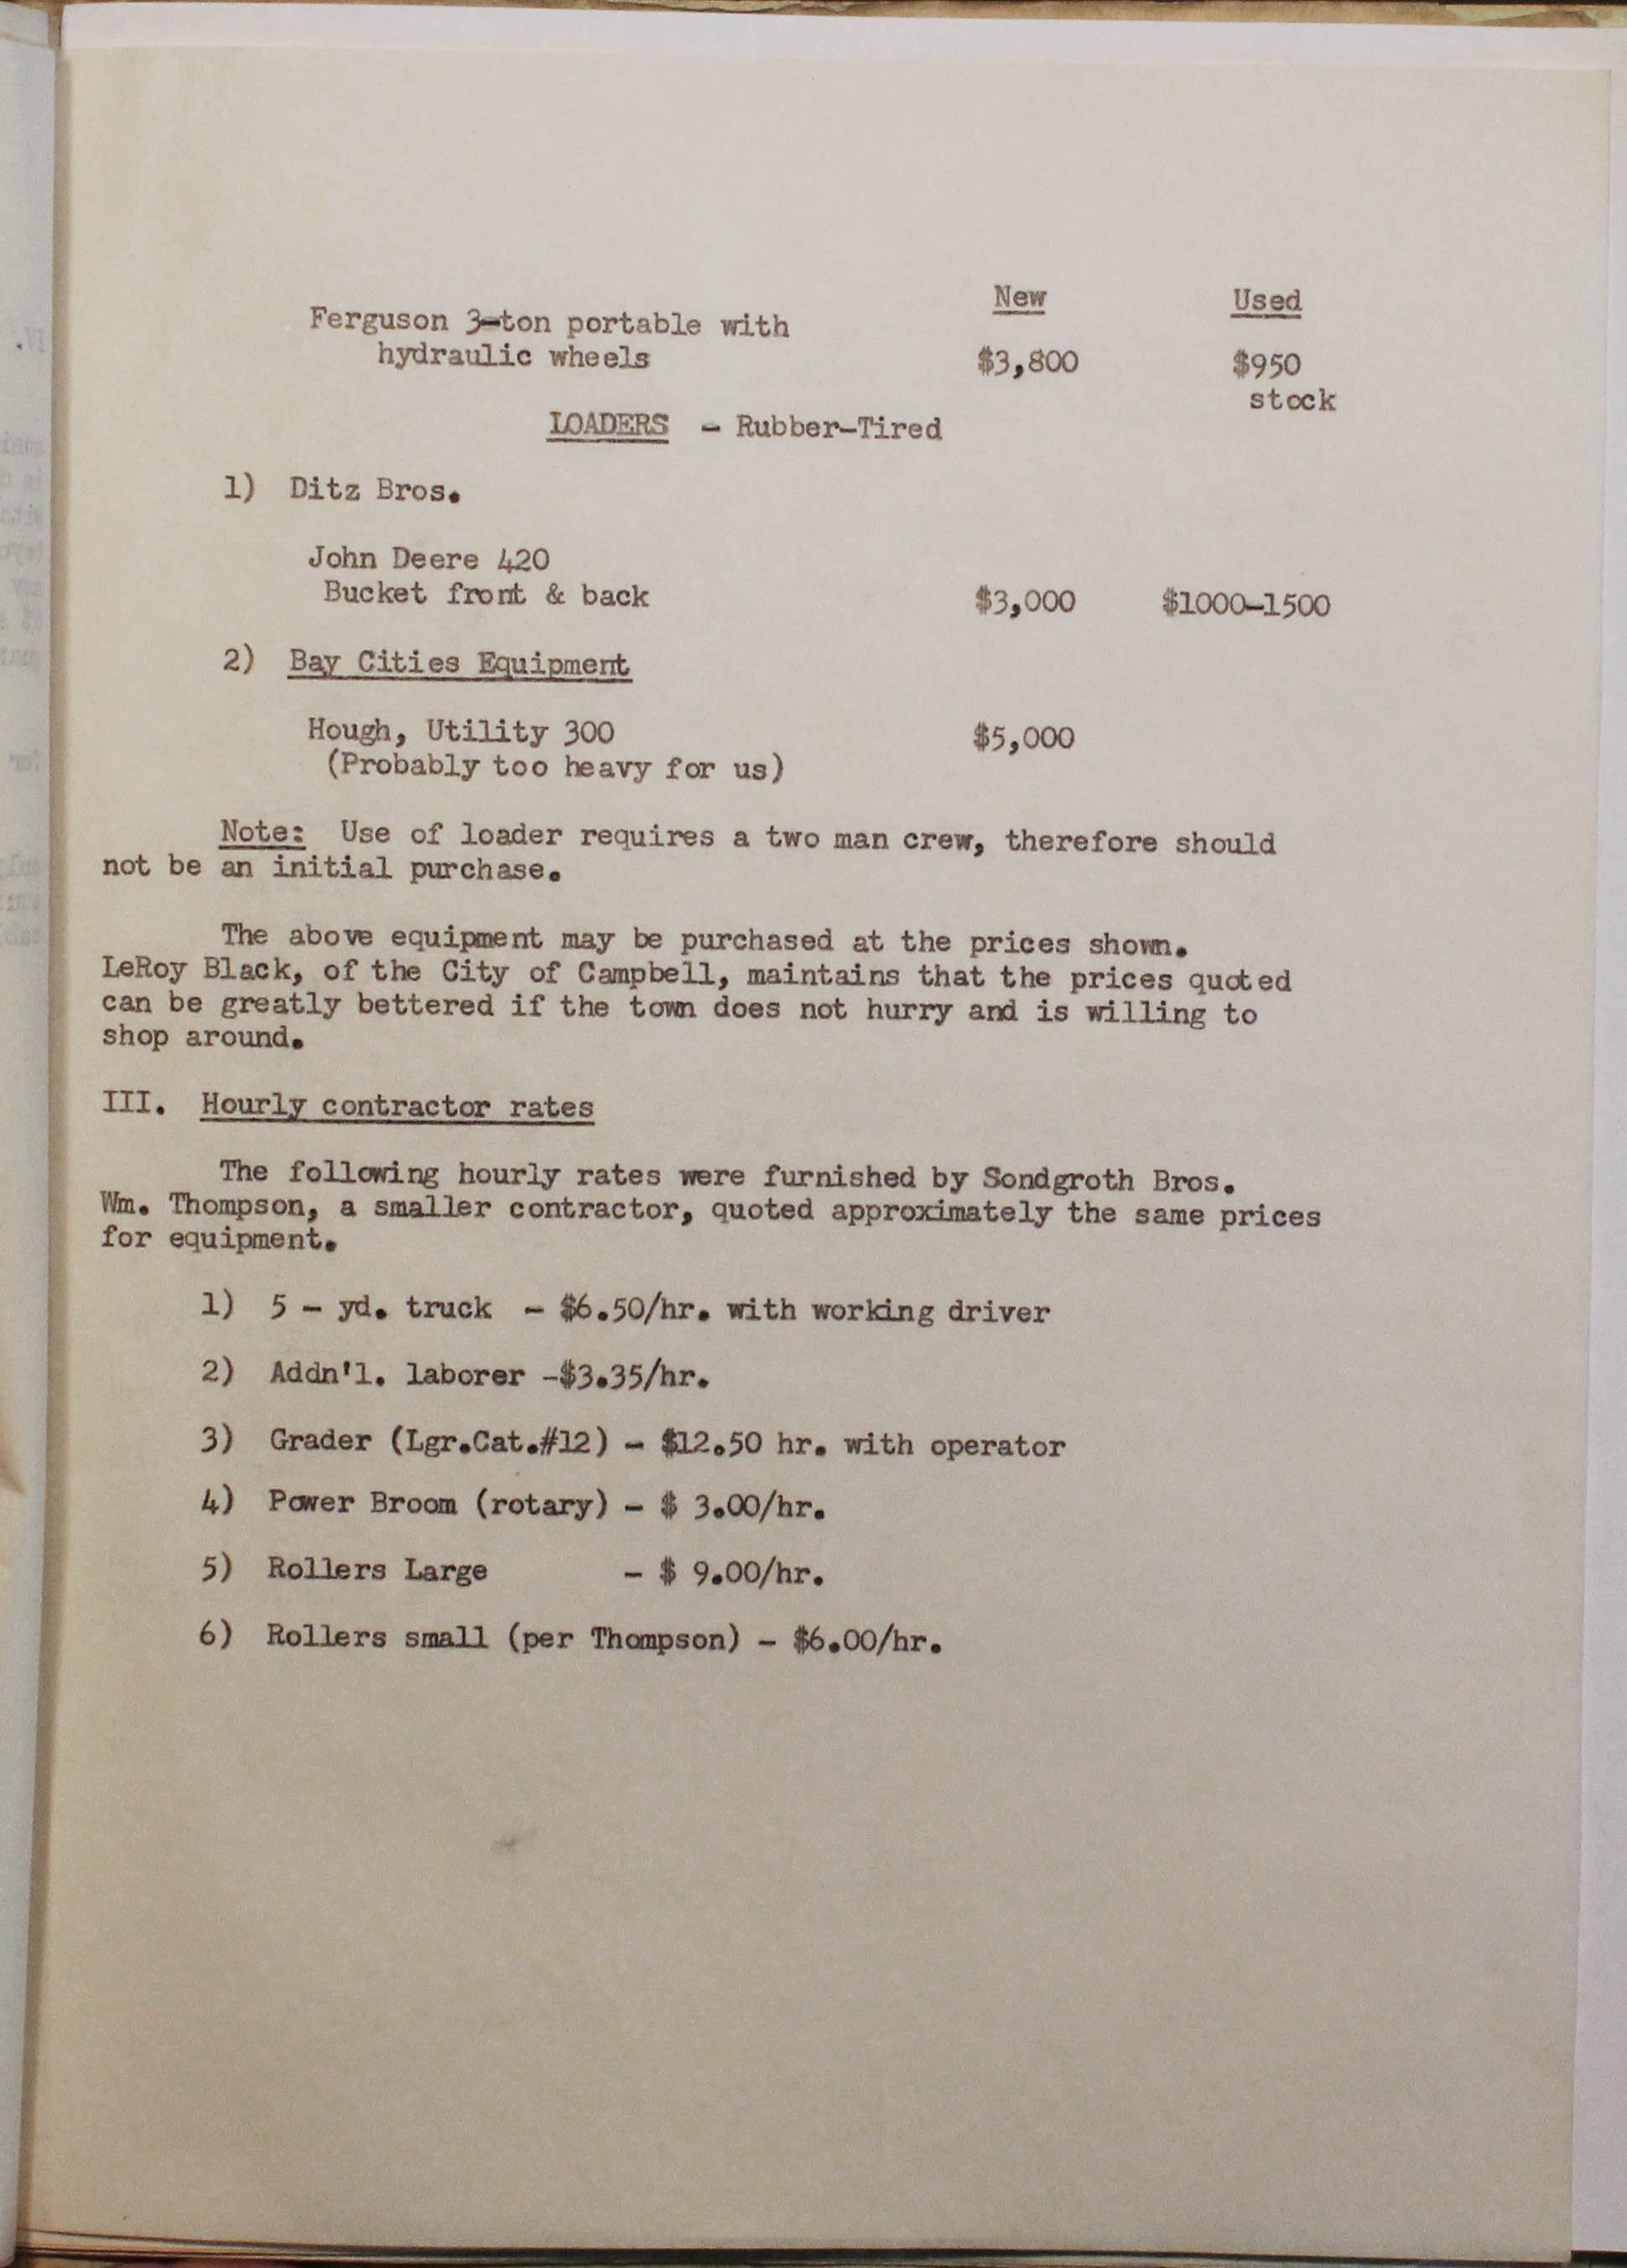 New Used
Ferguson 3-ton portable with
hydraulic wheels $3,800 $950
stock
LOADERS - Rubber-Tired
1) Ditz Bros.
John Deere 420
Bucket front & back $3,000 $1000-1500
2) Bay Cities Equipment
Hough, Utility 300 $5,000
(Probably too heavy for us)
Note: Use of loader requires a two man crew, therefore should
not be an initial purchase.
The above equipment may be purchased at the prices shown.
LeRoy Black, of the City of Campbell, maintains that the prices quoted
can be greatly bettered if the town does not hurry and is willing to
shop around.
III. Hourly contractor rates
The following hourly rates were furnished by Sondgroth Bros.
Wm. Thompson, a smaller contractor, quoted approximately the same prices
for equipment.
1) 5 - yd. truck - $6.50/hr. with working driver
2) Addn'l. laborer -$3.35/hr.
3) Grader (Lgr.Cat.#12) - $12.50 hr. with operator
4) Power Broom (rotary) - $ 3.00/hr.
5) Rollers Large - $ 9.00/hr.
6) Rollers small (per Thompson) - $6.00/hr.